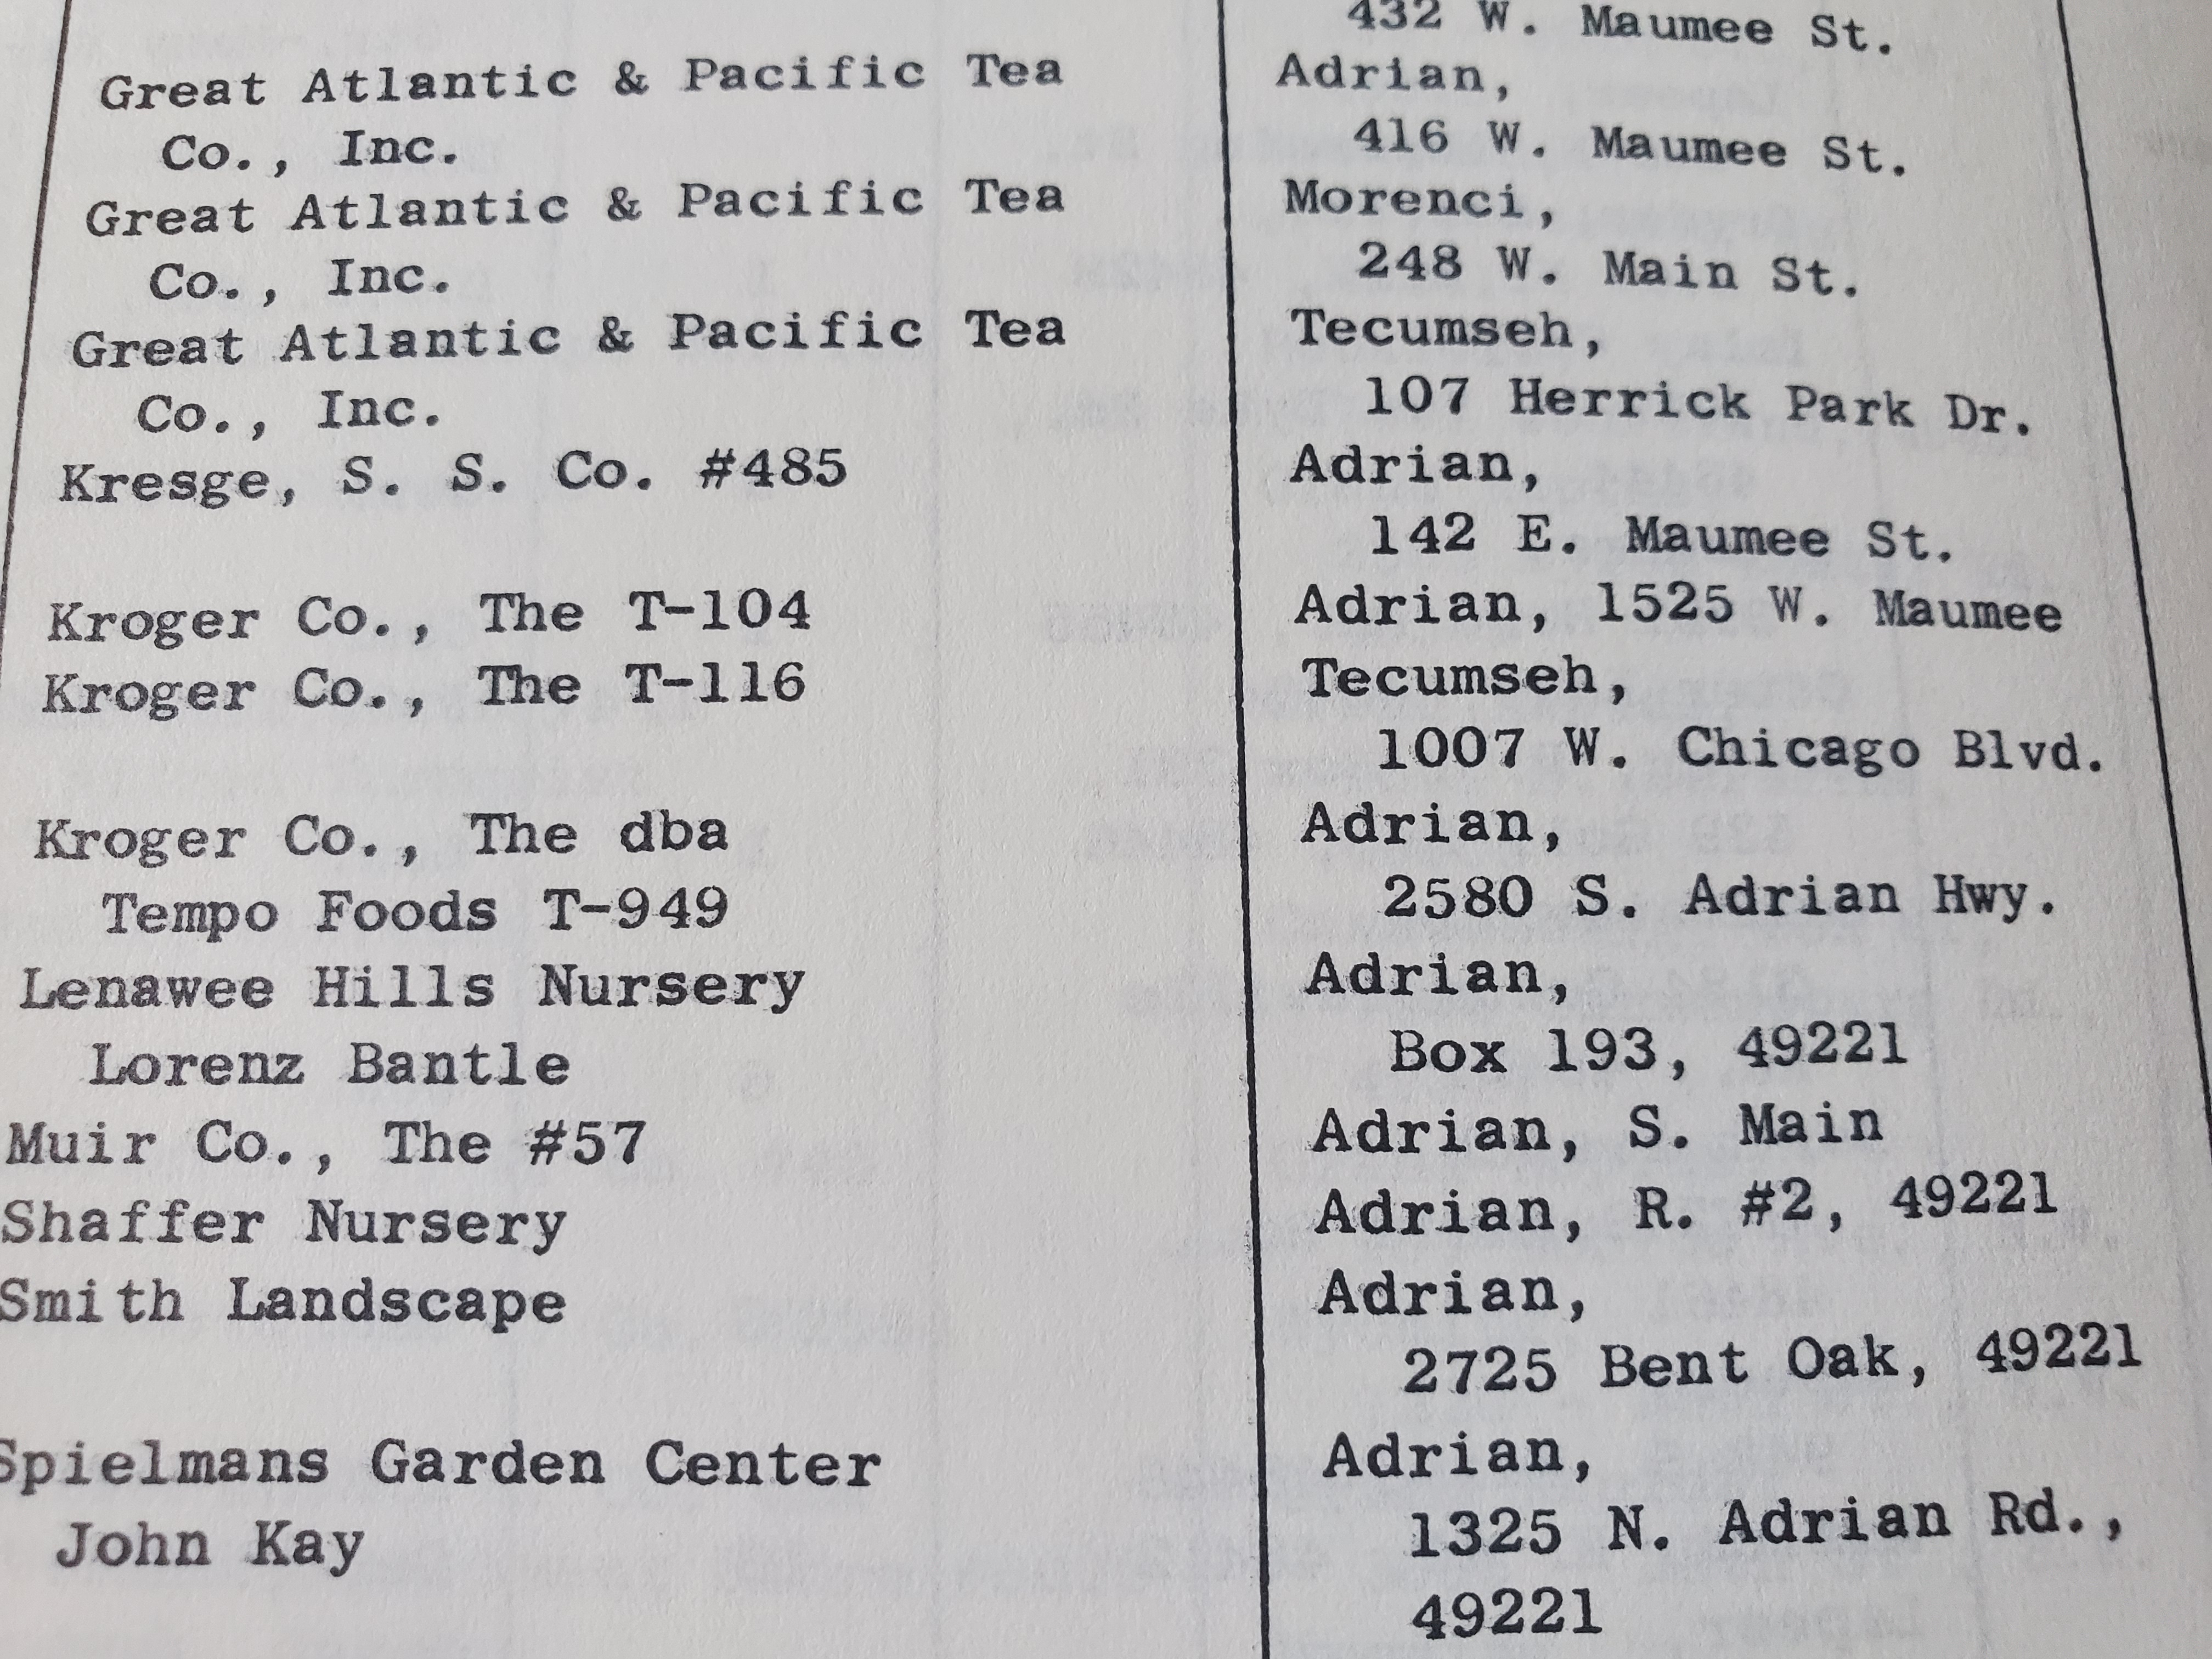 432 W. Maumee St.
Great Atlantic & Pacific Tea Adrian,
Co., Inc. 416 W. Maumee St.
Great Atlantic & Pacific Tea Morenci,
Co., Inc. 248 W. Main St.
Great Atlantic & Pacific Tea Tecumseh,
Co., Inc. 107 Herrick Park Dr.
Kresge, S. S. Co. #485 Adrian,
142 E. Maumee St.
Kroger Co., The T-104 Adrian, 1525 W. Maumee
Kroger Co., The T-116 Tecumseh,
1007 W. Chicago Blvd.
Kroger Co., The dba Adrian,
Tempo Foods T-949 2580 S. Adrian Hwy.
Lenawee Hills Nursery Adrian,
Lorenz Bantle Box 193, 49221
Muir Co., The #57 Adrian, S. Main
Shaffer Nursery Adrian, R. #2, 49221
Smith Landscape Adrian,
2725 Bent Oak, 49221
Spielmans Garden Center Adrian,
John Kay 1325 N. Adrian Rd.,
49221